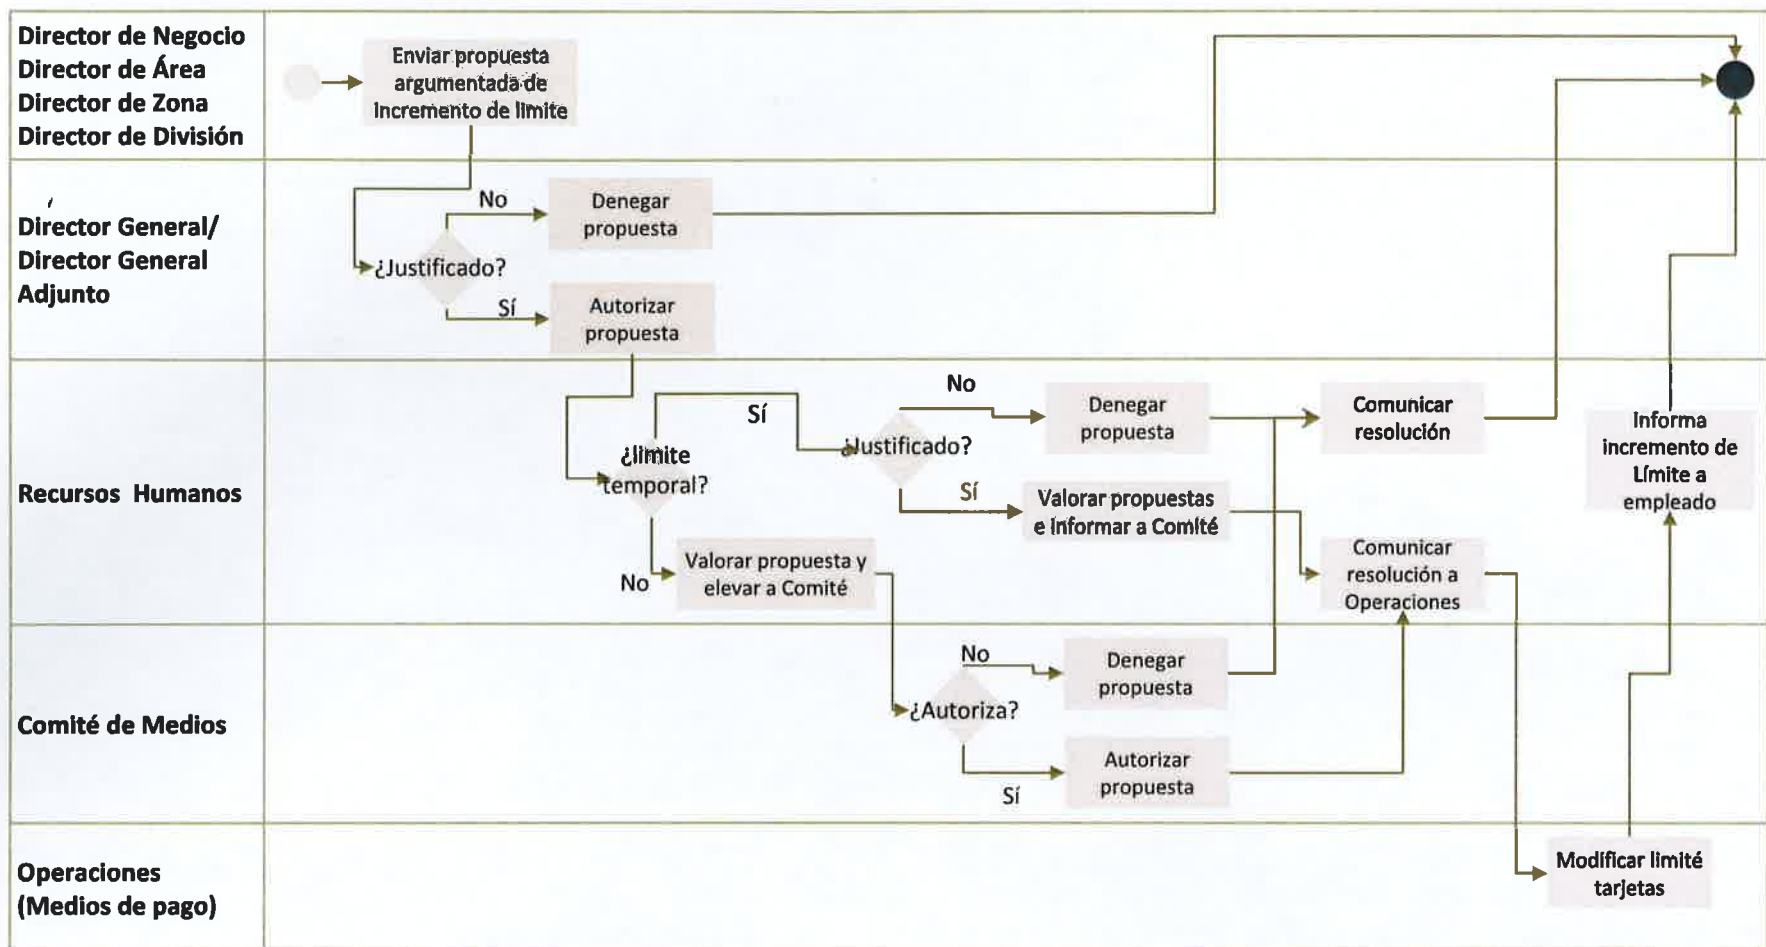 Director de Negocio
Director de Área
Director de Zona
Director de División
Enviar propuesta
argumentada de
incremento de limite
Director General/
Director General
Adjunto
¿Justificado?
No
Denegar
propuesta
Sí
Autorizar
propuesta
Recursos Humanos
¿limite
temporal?
Sí
¿Justificado?
No
Denegar
propuesta
Comunicar
resolución
Sí
Valorar propuestas
e informar a Comité
No
Valorar propuesta y
elevar a Comité
Comunicar
resolución a
Operaciones
Informa
incremento de
Límite a
empleado
Comité de Medios
¿Autoriza?
No
Denegar
propuesta
Sí
Autorizar
propuesta
Operaciones
(Medios de pago)
Modificar limité
tarjetas